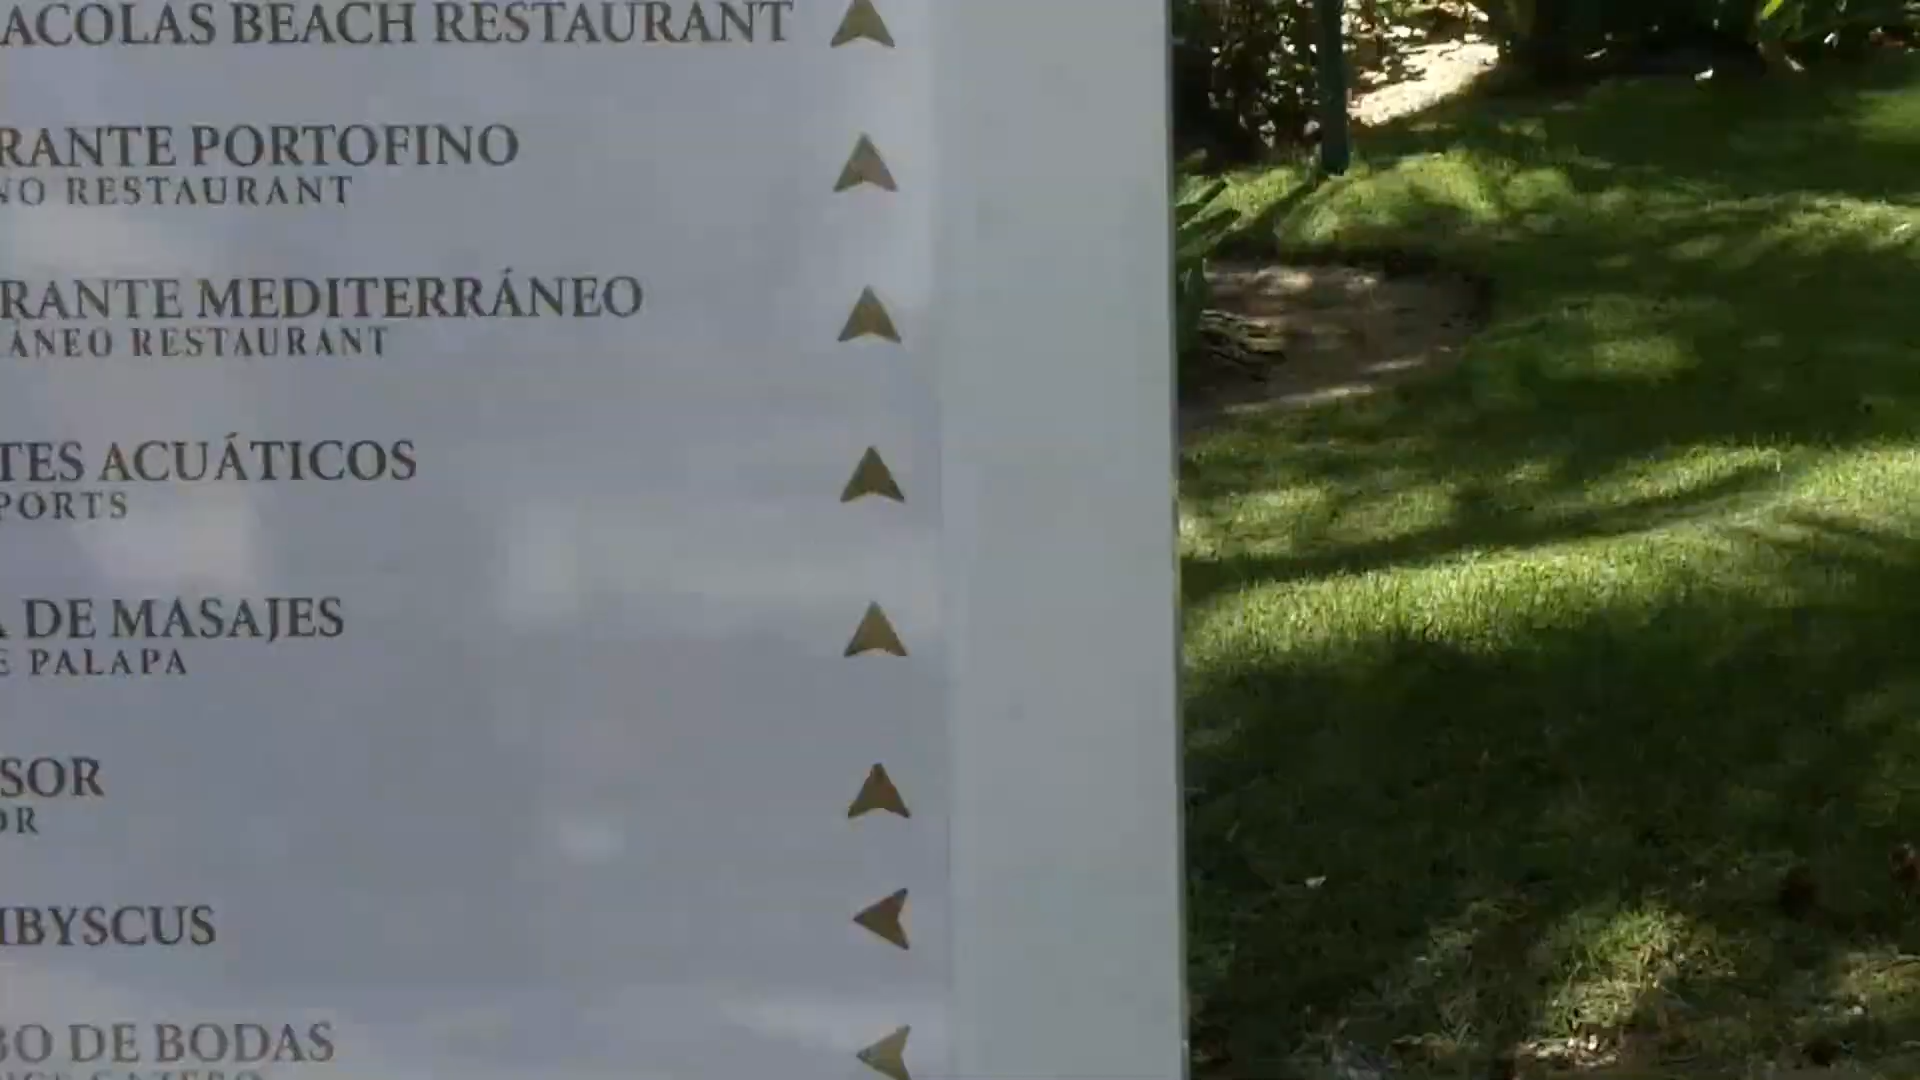 ACOLAS BEACH RESTAURANT
RANTE PORTOFINO
NO RESTAURANT
RANTE MEDITERRÁNEO
ÁNEO RESTAURANT
TES ACUÁTICOS
PORTS
A DE MASAJES
E PALAPA
SOR
OR
IBYSCUS
BO DE BODAS